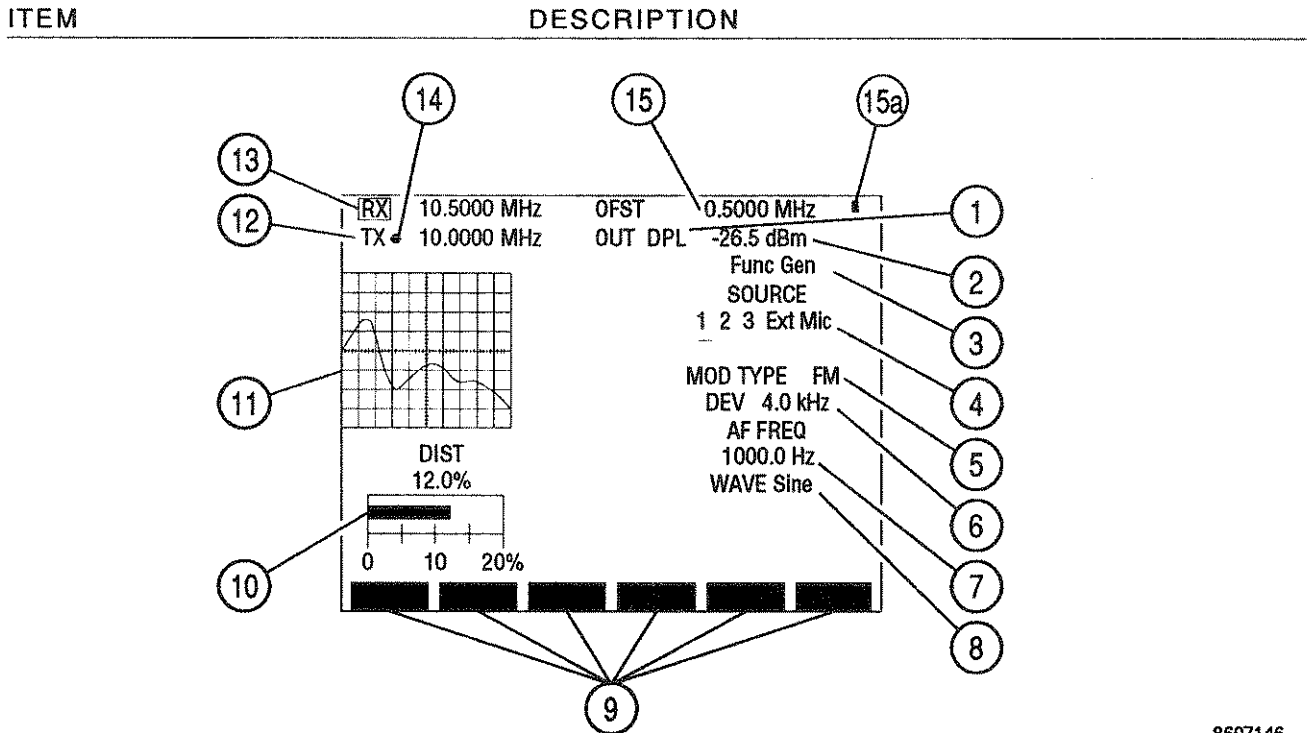 ITEM DESCRIPTION
14 15 15a
13
RX 10.5000 MHz OFST 0.5000 MHz 1
12 TX 10.0000 MHz OUT DPL -26.5 dBm
Func Gen 2
SOURCE
1 2 3 Ext Mic 3
MOD TYPE FM
11 DEV 4.0 kHz 4
AF FREQ
DIST 1000.0 Hz 5
12.0% WAVE Sine
6
0 10 20%
10 7
8
9
8607146